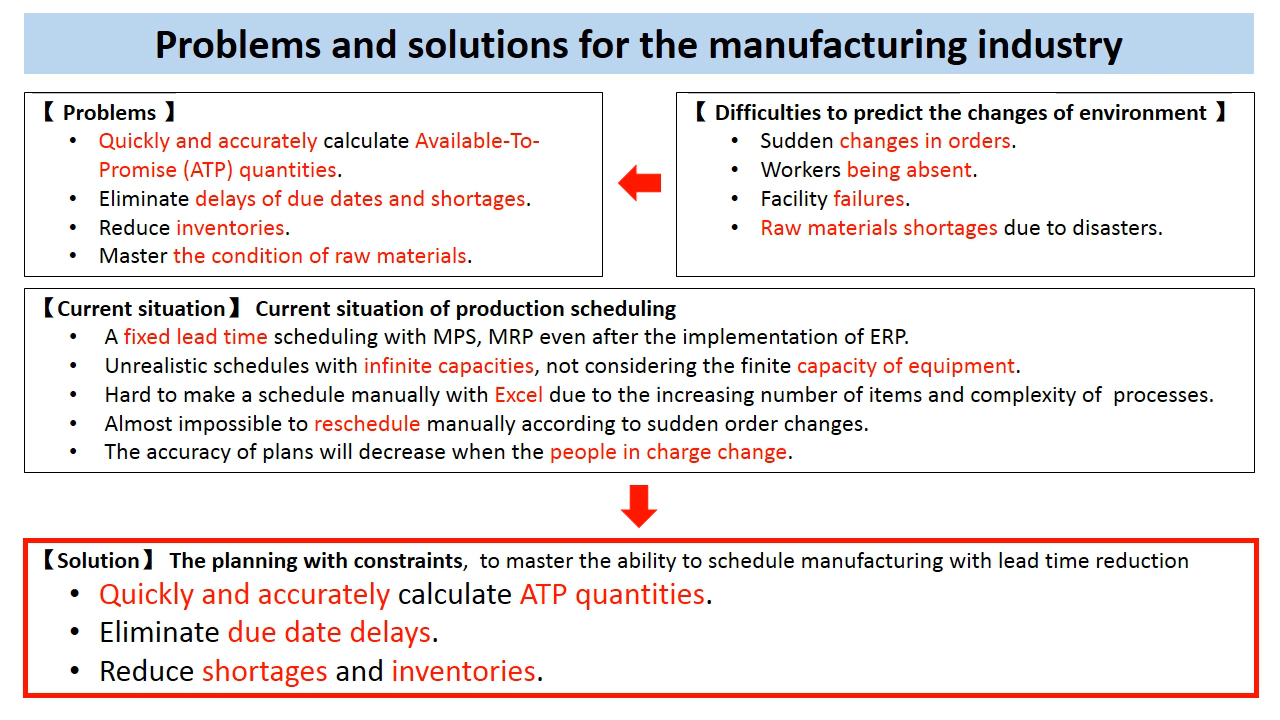 Problems and solutions for the manufacturing industry
【 Problems 】
• Quickly and accurately calculate Available-To-
Promise (ATP) quantities.
• Eliminate delays of due dates and shortages.
• Reduce inventories.
• Master the condition of raw materials.
【 Difficulties to predict the changes of environment 】
• Sudden changes in orders.
• Workers being absent.
• Facility failures.
• Raw materials shortages due to disasters.
【Current situation】 Current situation of production scheduling
• A fixed lead time scheduling with MPS, MRP even after the implementation of ERP.
• Unrealistic schedules with infinite capacities, not considering the finite capacity of equipment.
• Hard to make a schedule manually with Excel due to the increasing number of items and complexity of processes.
• Almost impossible to reschedule manually according to sudden order changes.
• The accuracy of plans will decrease when the people in charge change.
【Solution】 The planning with constraints, to master the ability to schedule manufacturing with lead time reduction
• Quickly and accurately calculate ATP quantities.
• Eliminate due date delays.
• Reduce shortages and inventories.